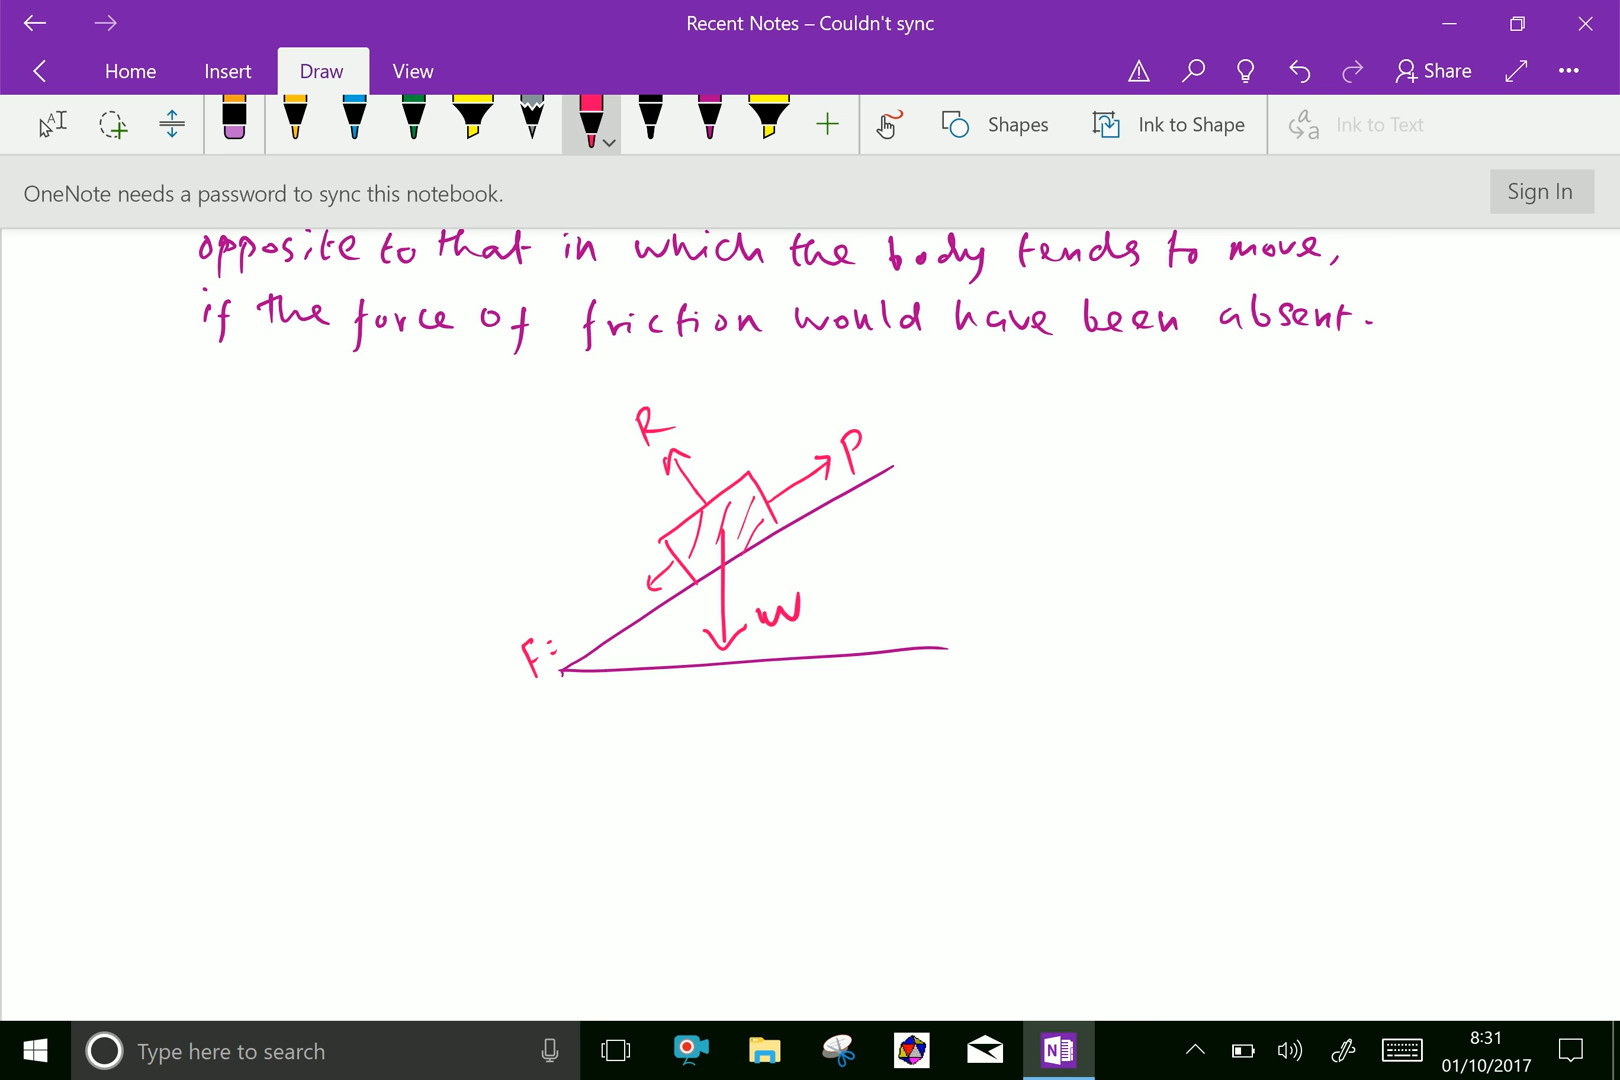 Recent Notes – Couldn't sync
Home Insert Draw View Share
Shapes Ink to Shape Ink to Text
OneNote needs a password to sync this notebook. Sign In
opposite to that in which the body tends to move,
if the force of friction would have been absent.
R
P
W
F=
Type here to search
8:31
01/10/2017